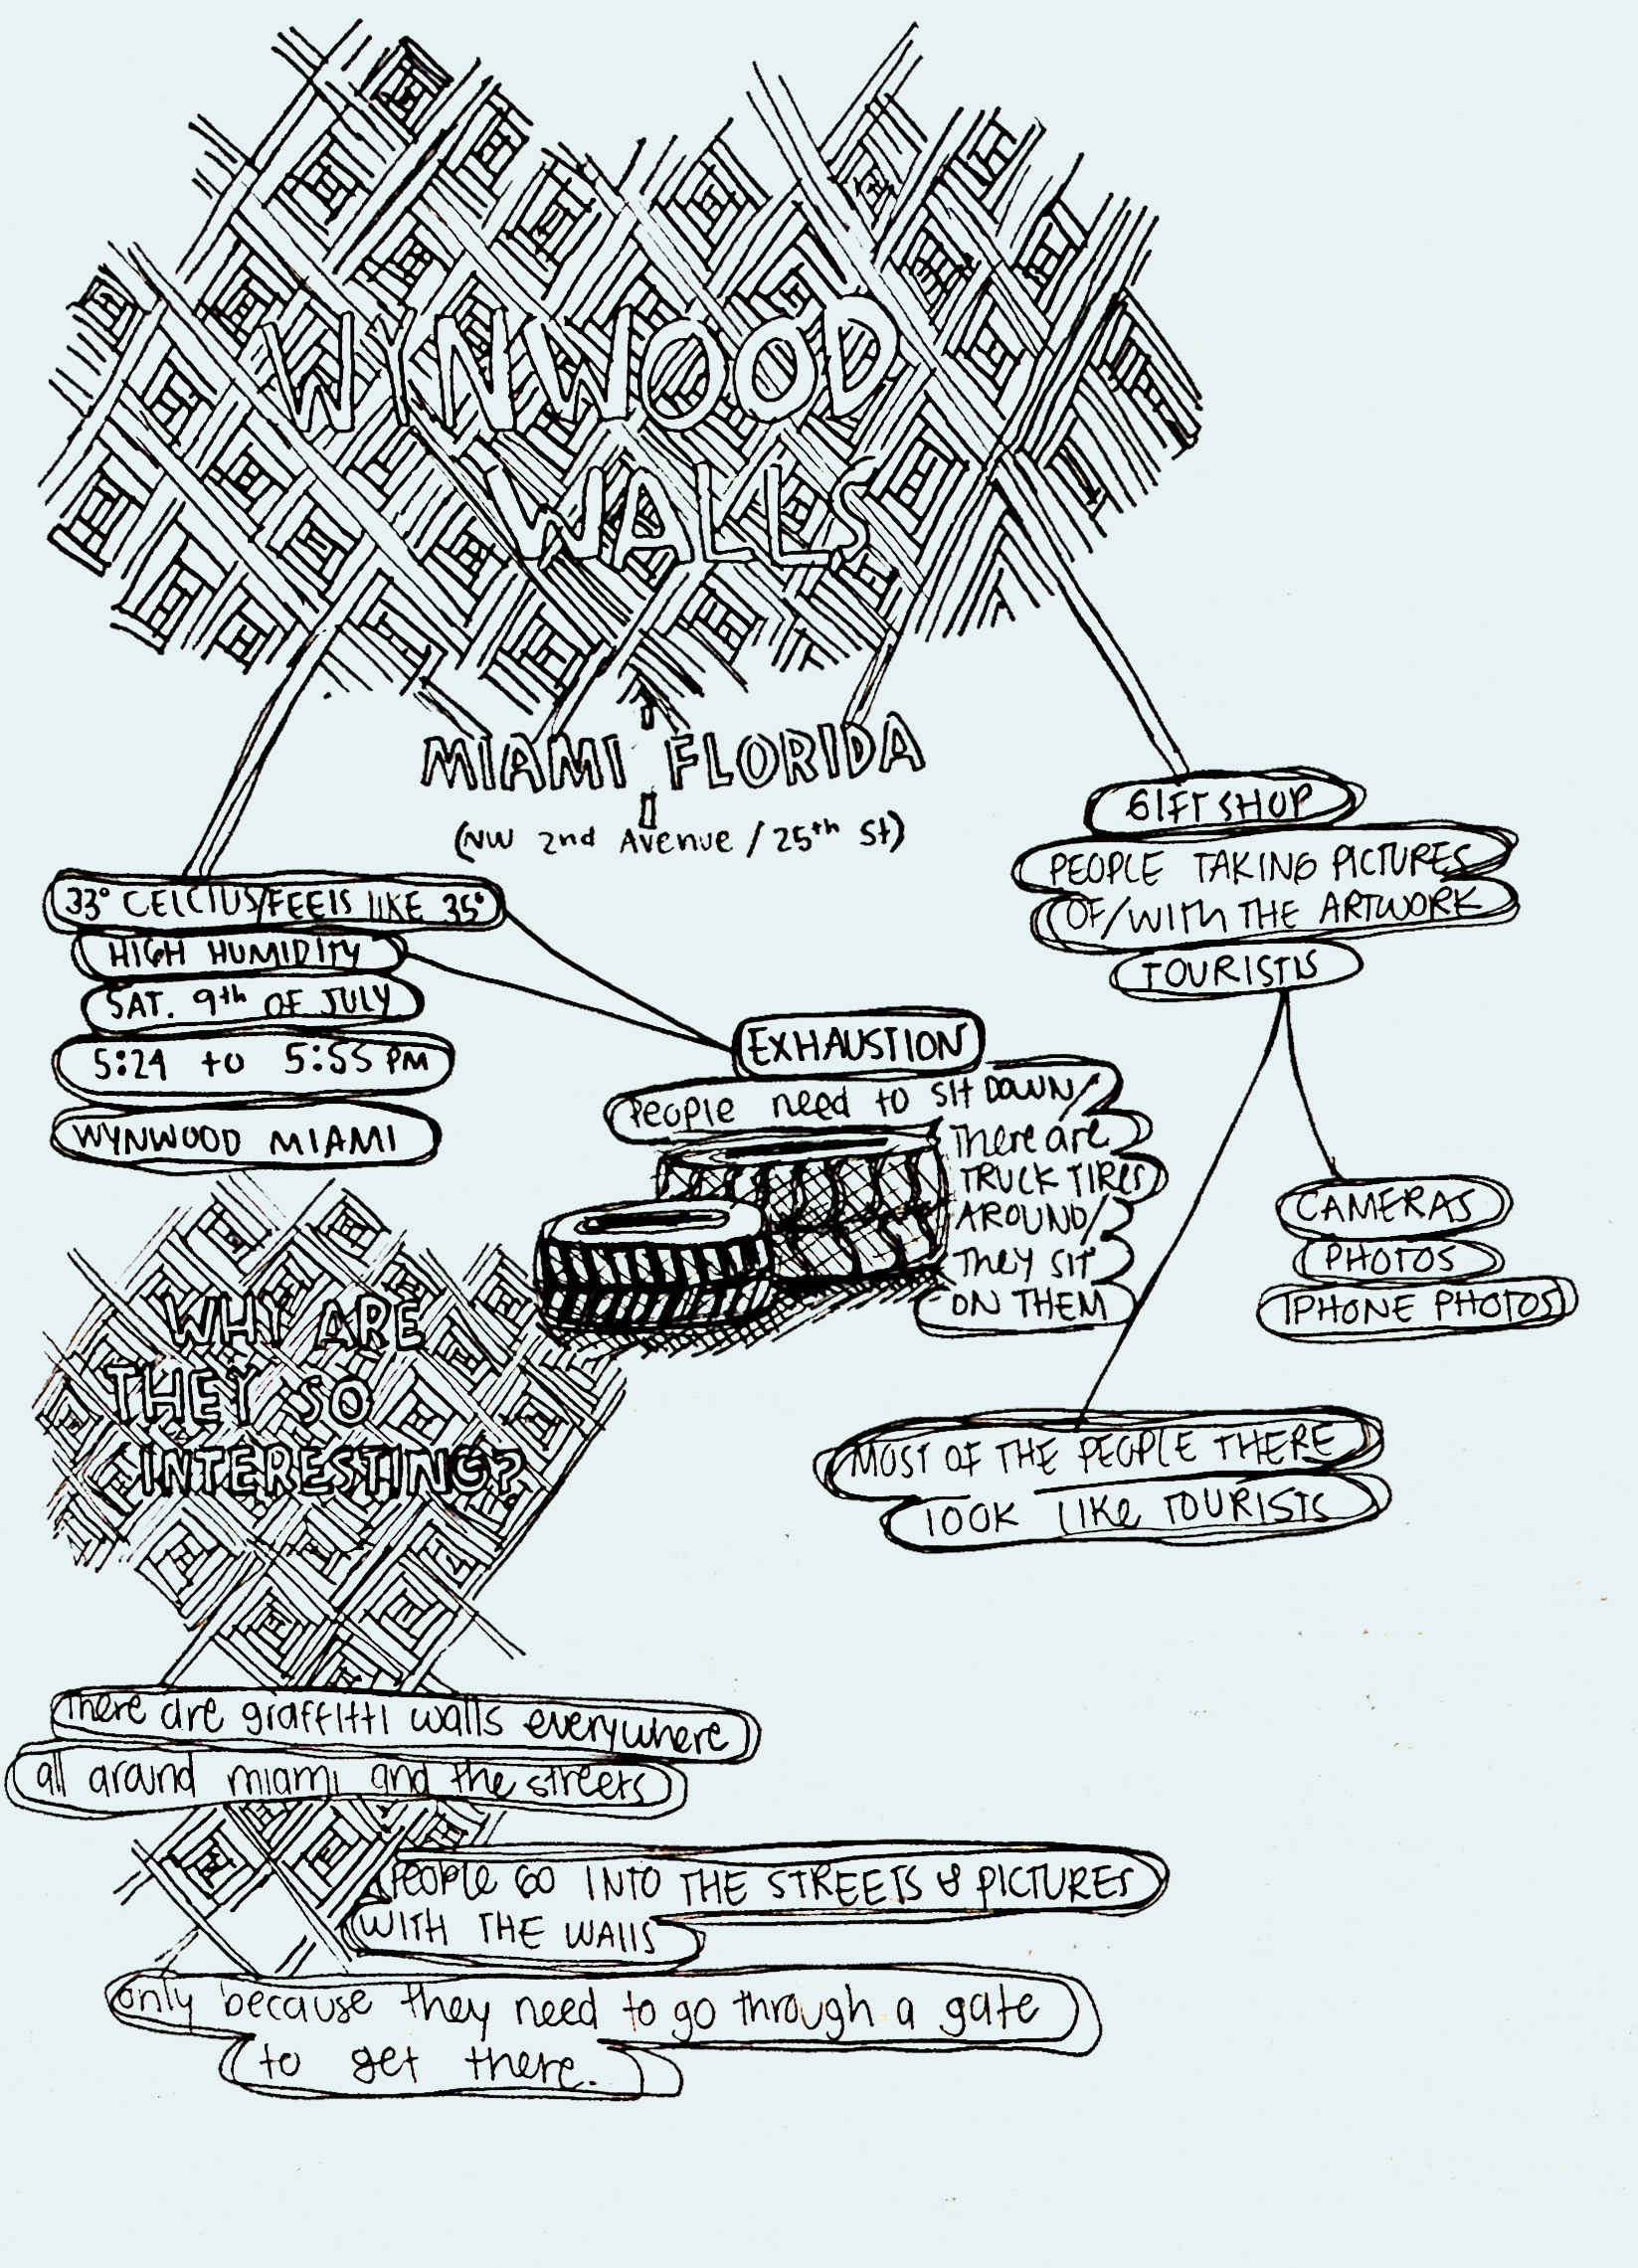 WYNWOOD
WALLS
MIAMI FLORIDA
(NW 2nd Avenue / 25th St)
33° CELCIUS/FEELS LIKE 35°
HIGH HUMIDITY
SAT. 9th OF JULY
5:24 to 5:55 PM
WYNWOOD MIAMI
EXHAUSTION
People need to SIT DOWN/
There are
TRUCK TIRES
AROUND/
They SIT
ON THEM
GIFT SHOP
PEOPLE TAKING PICTURES
OF/WITH THE ARTWORK
TOURISTS
CAMERAS
PHOTOS
IPHONE PHOTOS
MOST OF THE PEOPLE THERE
LOOK LIKE TOURISTS
WHY ARE
THEY SO
INTERESTING?
There are graffitti walls everywhere
all around miami and the streets
PEOPLE GO INTO THE STREETS & PICTURES
WITH THE WALLS
only because they need to go through a gate
to get there.